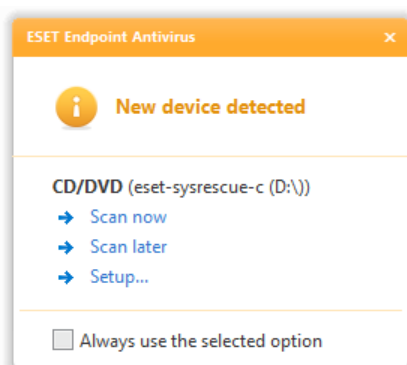 ESET Endpoint Antivirus
New device detected
CD/DVD (eset-sysrescue-c (D:\))
Scan now
Scan later
Setup...
Always use the selected option